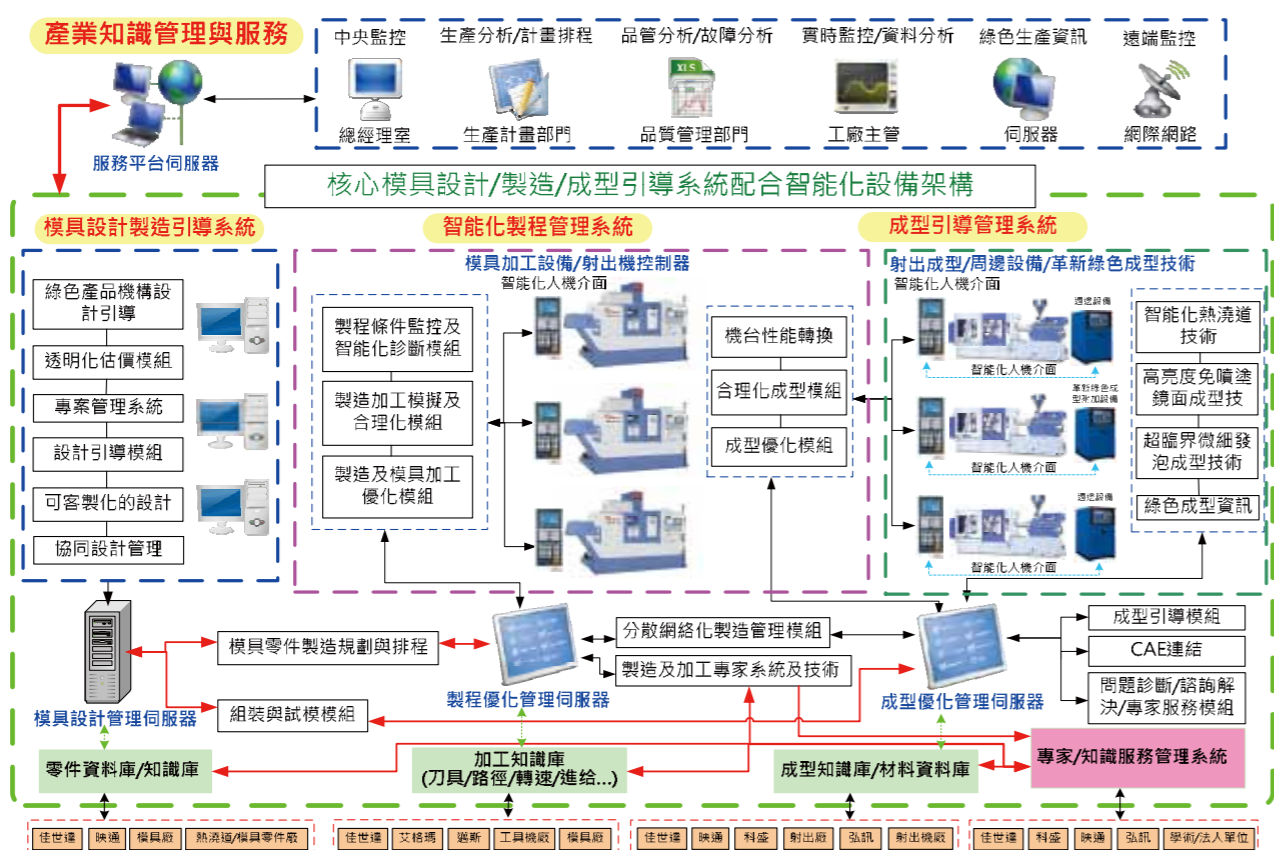 產業知識管理與服務
服務平台伺服器
中央監控
生產分析/計畫排程
品管分析/故障分析
實時監控/資料分析
綠色生產資訊
遠端監控
XLS
總經理室
生產計畫部門
品質管理部門
工廠主管
伺服器
網際網路
核心模具設計/製造/成型引導系統配合智能化設備架構
模具設計製造引導系統
智能化製程管理系統
成型引導管理系統
綠色產品機構設
計引導
透明化估價模組
專案管理系統
設計引導模組
可客製化的設計
協同設計管理
模具加工設備/射出機控制器
智能化人機介面
製程條件監控及
智能化診斷模組
製造加工模擬及
合理化模組
製造及模具加工
優化模組
機台性能轉換
合理化成型模組
成型優化模組
射出成型/周邊設備/革新綠色成型技術
智能化人機介面
週邊設備
智能化人機介面
革新綠色成
型附加設備
智能化人機介面
週邊設備
智能化人機介面
智能化熱澆道
技術
高亮度免噴塗
鏡面成型技
超臨界微細發
泡成型技術
綠色成型資訊
模具設計管理伺服器
模具零件製造規劃與排程
組裝與試模模組
製程優化管理伺服器
分散網絡化製造管理模組
製造及加工專家系統及技術
成型優化管理伺服器
成型引導模組
CAE連結
問題診斷/諮詢解
決/專家服務模組
零件資料庫/知識庫
加工知識庫
(刀具/路徑/轉速/進给...)
成型知識庫/材料資料庫
專家/知識服務管理系統
佳世達
映通
模具廠
熱澆道/模具零件廠
佳世達
艾格瑪
邁斯
工具機廠
模具廠
佳世達
映通
科盛
射出廠
弘訊
射出機廠
佳世達
科盛
映通
弘訊
學術/法人單位